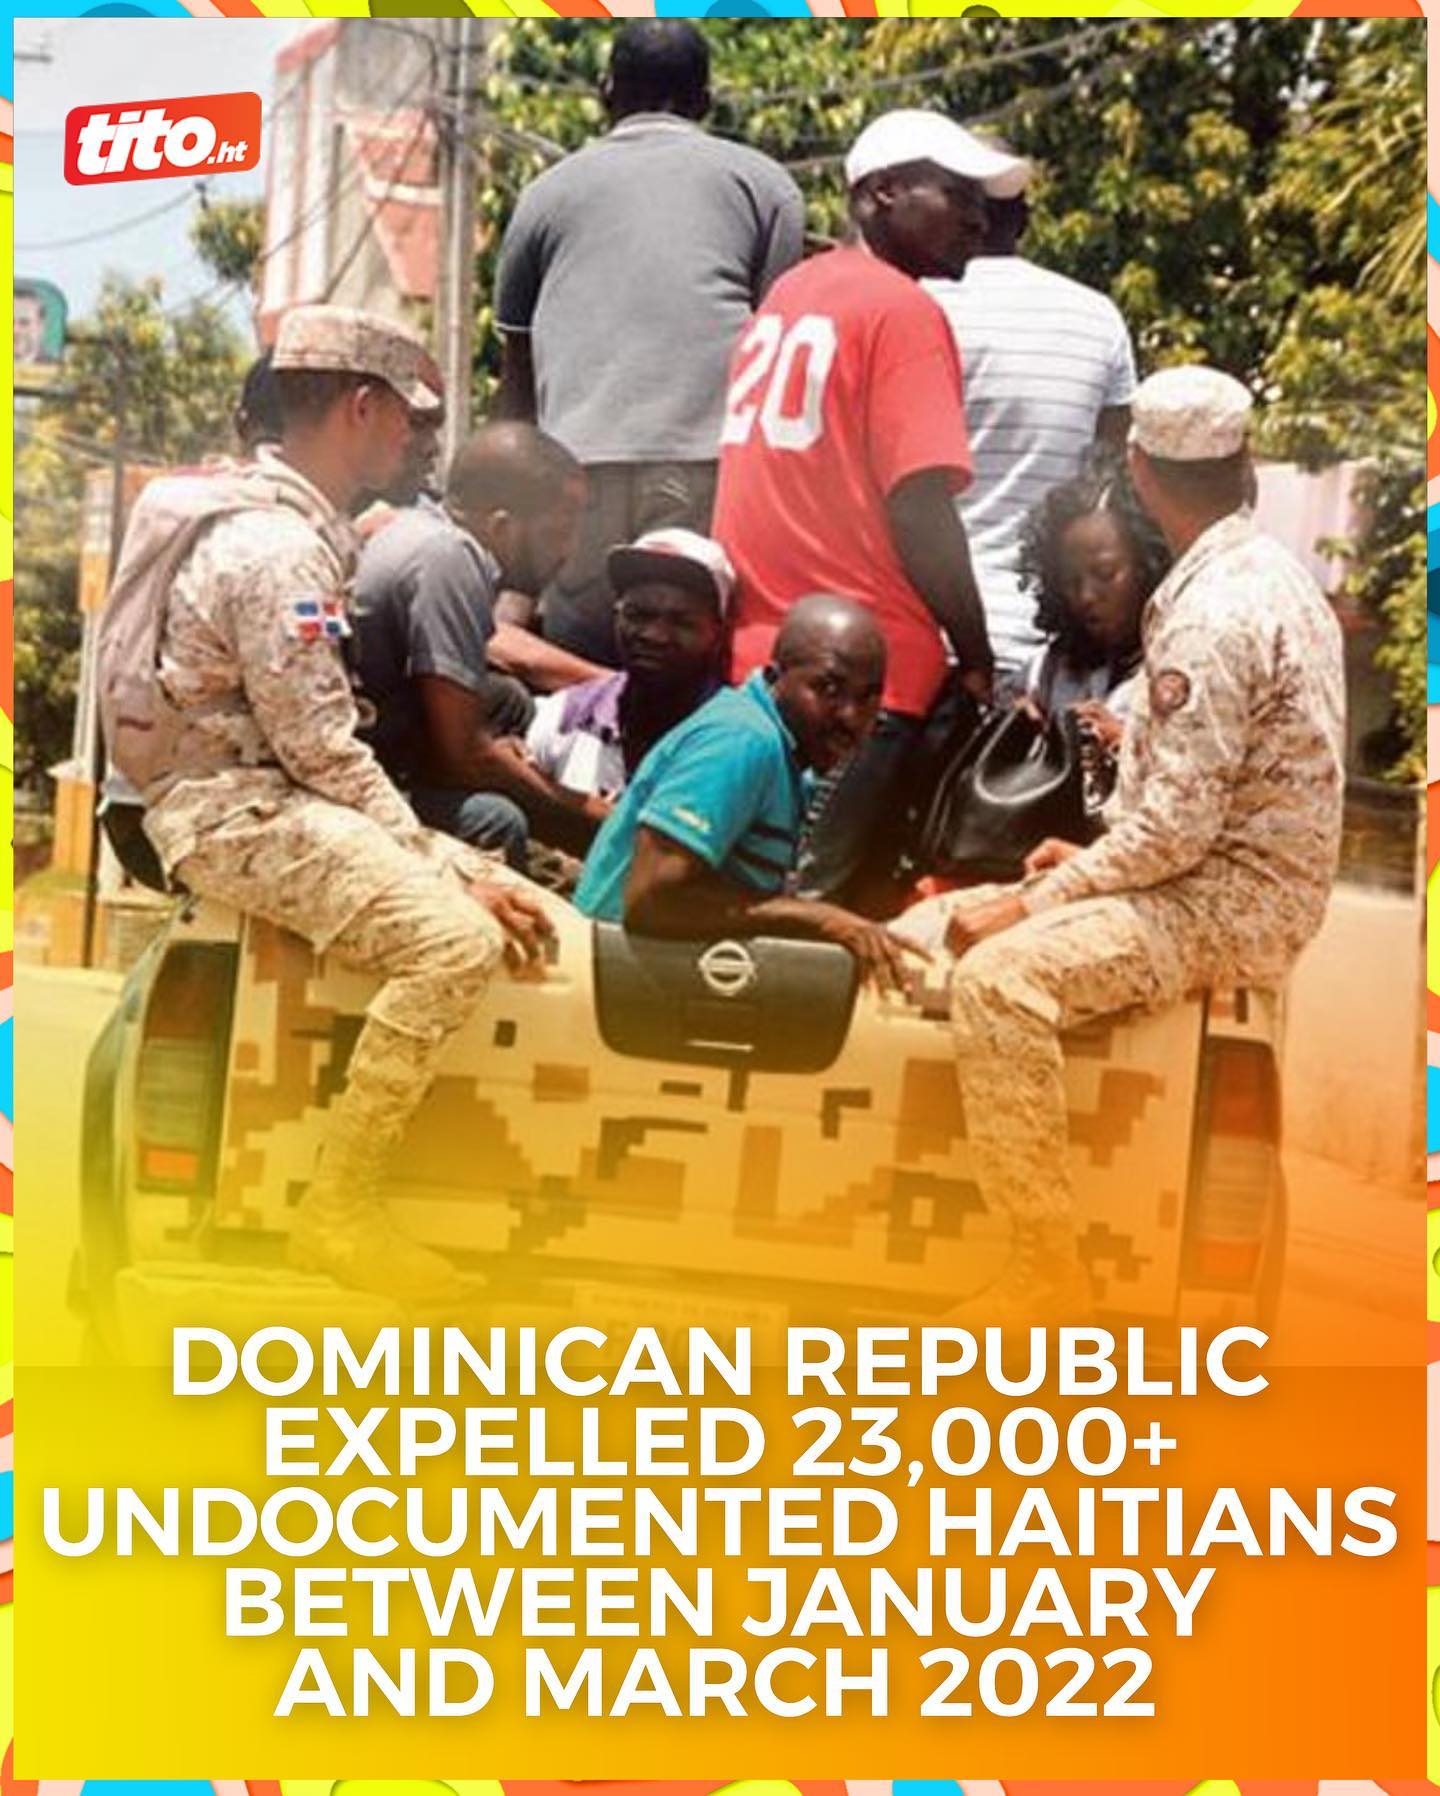 tito.ht
20
DOMINICAN REPUBLIC
EXPELLED 23,000+
UNDOCUMENTED HAITIANS
BETWEEN JANUARY
AND MARCH 2022